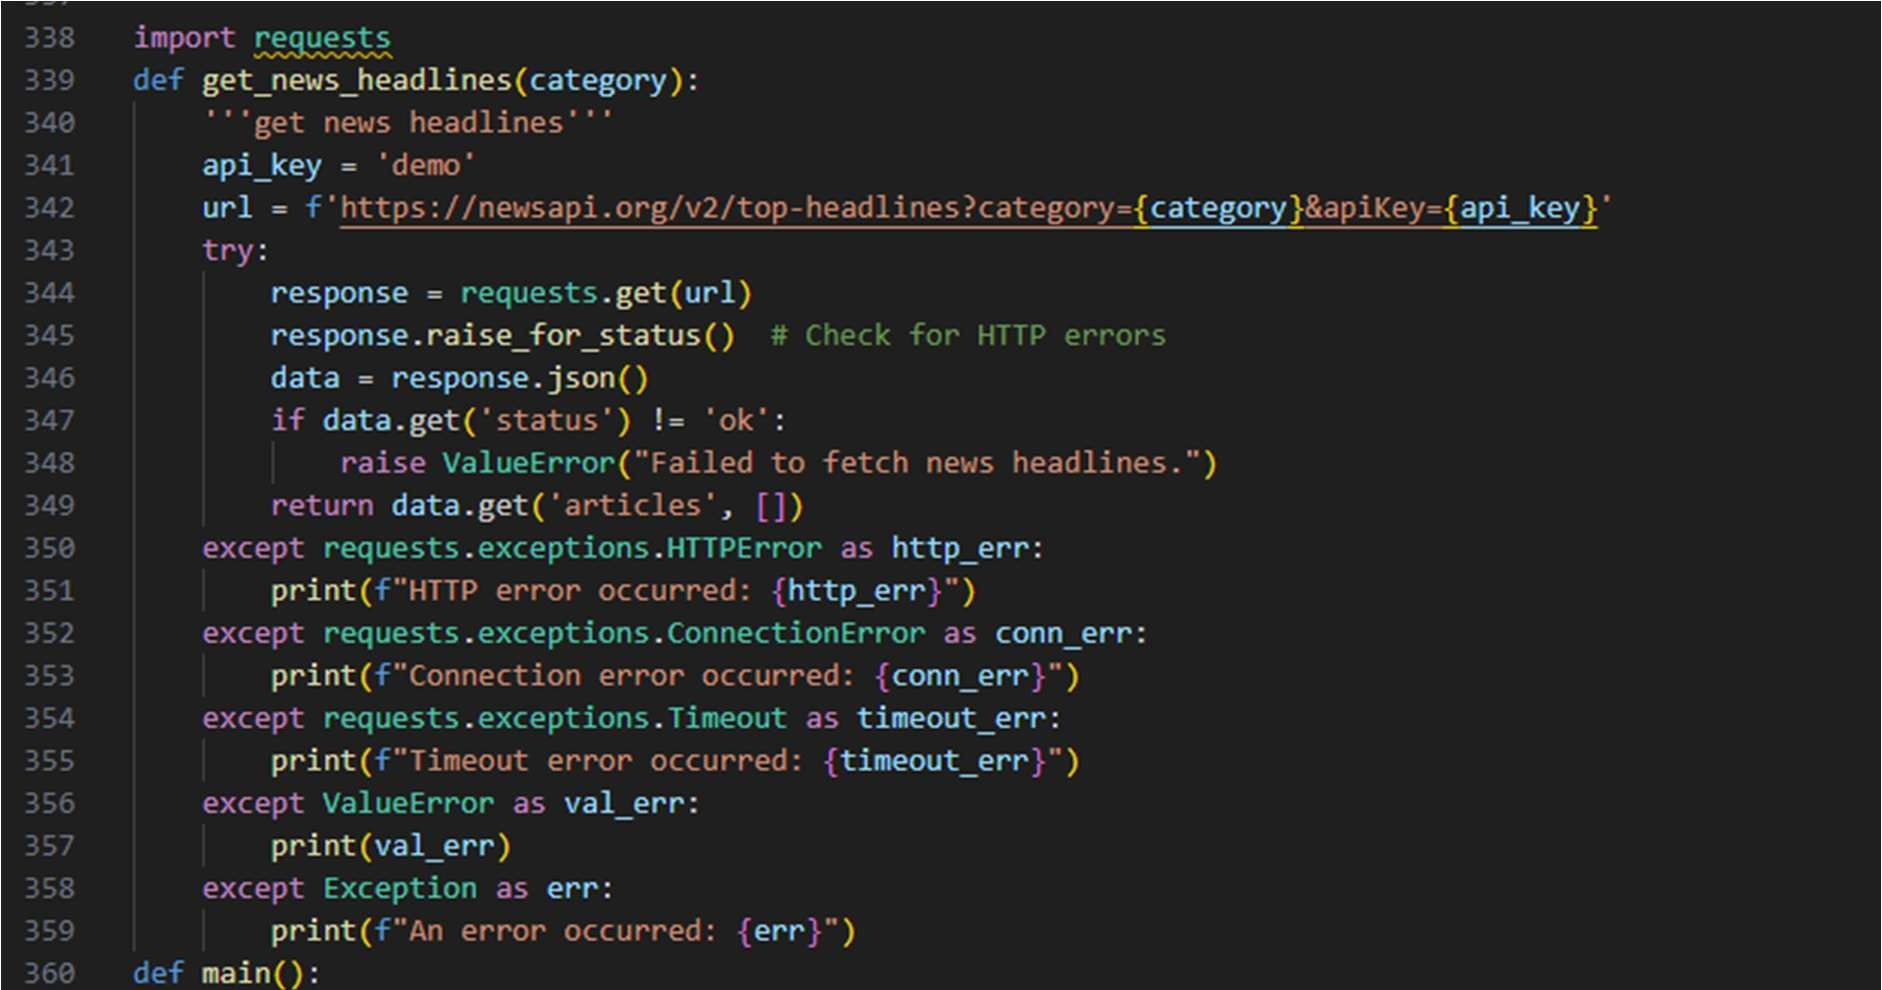 338 import requests
339 def get_news_headlines(category):
340     '''get news headlines'''
341     api_key = 'demo'
342     url = f'https://newsapi.org/v2/top-headlines?category={category}&apiKey={api_key}'
343     try:
344         response = requests.get(url)
345         response.raise_for_status()  # Check for HTTP errors
346         data = response.json()
347         if data.get('status') != 'ok':
348             raise ValueError("Failed to fetch news headlines.")
349         return data.get('articles', [])
350     except requests.exceptions.HTTPError as http_err:
351         print(f"HTTP error occurred: {http_err}")
352     except requests.exceptions.ConnectionError as conn_err:
353         print(f"Connection error occurred: {conn_err}")
354     except requests.exceptions.Timeout as timeout_err:
355         print(f"Timeout error occurred: {timeout_err}")
356     except ValueError as val_err:
357         print(val_err)
358     except Exception as err:
359         print(f"An error occurred: {err}")
360 def main():